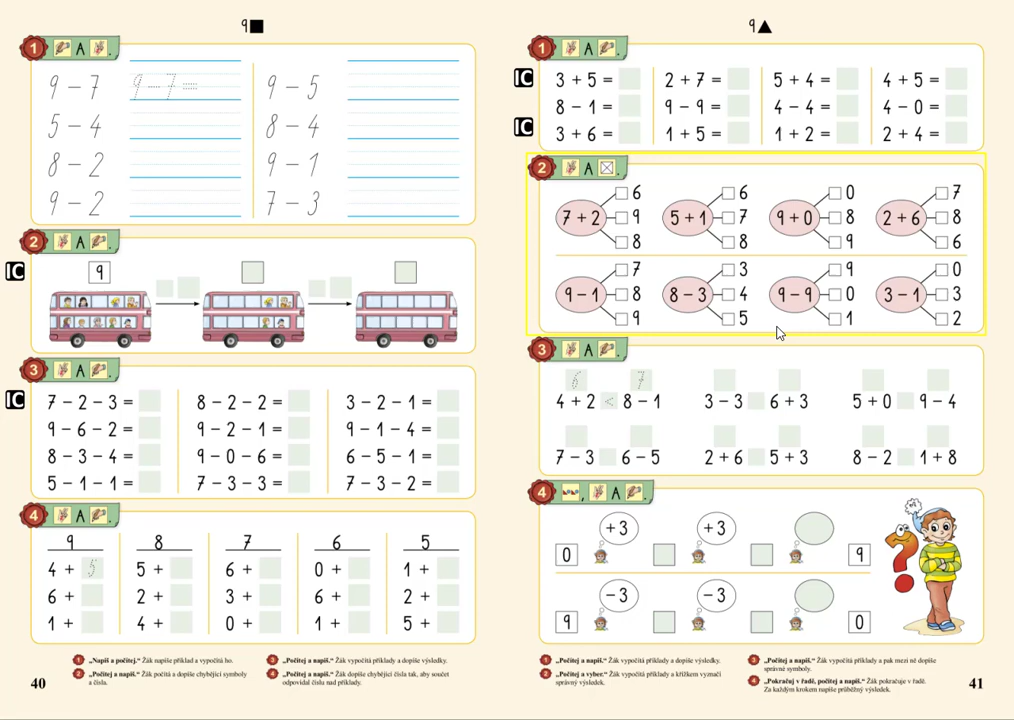 9 ■
1 A
9 - 7 9 - 7 = 9 - 5
5 - 4 8 - 4
8 - 2 9 - 1
9 - 2 7 - 3
2 A
IC
9
3 A
IC
7 - 2 - 3 = 8 - 2 - 2 = 3 - 2 - 1 =
9 - 6 - 2 = 9 - 2 - 1 = 9 - 1 - 4 =
8 - 3 - 4 = 9 - 0 - 6 = 6 - 5 - 1 =
5 - 1 - 1 = 7 - 3 - 3 = 7 - 3 - 2 =
4 A
9 8 7 6 5
4 + 5 5 + 6 + 0 + 1 +
6 + 2 + 3 + 6 + 2 +
1 + 4 + 0 + 1 + 5 +
1 „Napiš a počítej.“ Žák napíše příklad a vypočítá ho.
2 „Počítej a napiš.“ Žák počítá a dopíše chybějící symboly
a čísla.
3 „Počítej a napiš.“ Žák vypočítá příklady a dopíše výsledky.
4 „Počítej a napiš.“ Žák dopíše chybějící čísla tak, aby součet
odpovídal číslu nad příklady.
40
9 ▲
1 A
IC
3 + 5 = 2 + 7 = 5 + 4 = 4 + 5 =
8 - 1 = 9 - 9 = 4 - 4 = 4 - 0 =
IC
3 + 6 = 1 + 5 = 1 + 2 = 2 + 4 =
2 A
6 6 0 7
7 + 2 9 5 + 1 7 9 + 0 8 2 + 6 8
8 8 9 6
7 3 9 0
9 - 1 8 8 - 3 4 9 - 9 0 3 - 1 3
9 5 1 2
3 A
6 7
4 + 2 < 8 - 1 3 - 3 6 + 3 5 + 0 9 - 4
7 - 3 6 - 5 2 + 6 5 + 3 8 - 2 1 + 8
4 , A
+ 3 + 3
0 9
- 3 - 3
9 0
?
1 „Počítej a napiš.“ Žák vypočítá příklady a dopíše výsledky.
2 „Počítej a vyber.“ Žák vypočítá příklady a křížkem vyznačí
správný výsledek.
3 „Počítej a napiš.“ Žák vypočítá příklady a pak mezi ně dopíše
správné symboly.
4 „Pokračuj v řadě, počítej a napiš.“ Žák pokračuje v řadě.
Za každým krokem napíše průběžný výsledek.
41